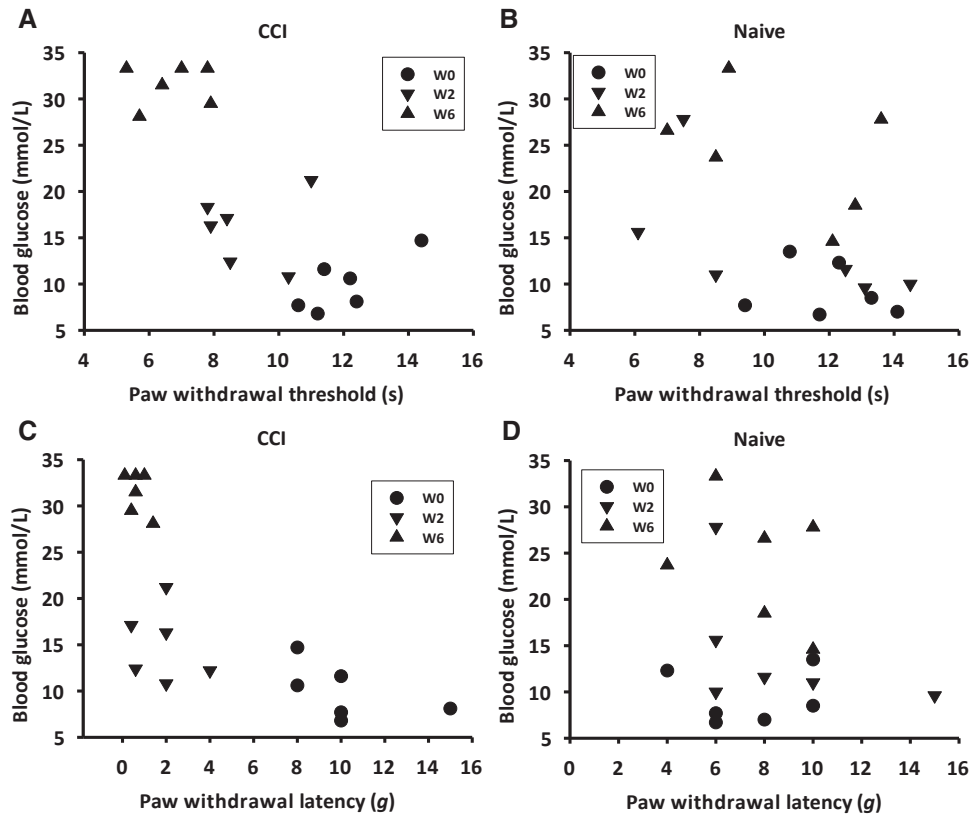 A
CCI
35
30
25
20
15
10
5
Blood glucose (mmol/L)
W0
W2
W6
4 6 8 10 12 14 16
Paw withdrawal threshold (s)
B
Naive
35
30
25
20
15
10
5
Blood glucose (mmol/L)
W0
W2
W6
4 6 8 10 12 14 16
Paw withdrawal threshold (s)
C
CCI
35
30
25
20
15
10
5
Blood glucose (mmol/L)
W0
W2
W6
0 2 4 6 8 10 12 14 16
Paw withdrawal latency (g)
D
Naive
35
30
25
20
15
10
5
Blood glucose (mmol/L)
W0
W2
W6
0 2 4 6 8 10 12 14 16
Paw withdrawal latency (g)